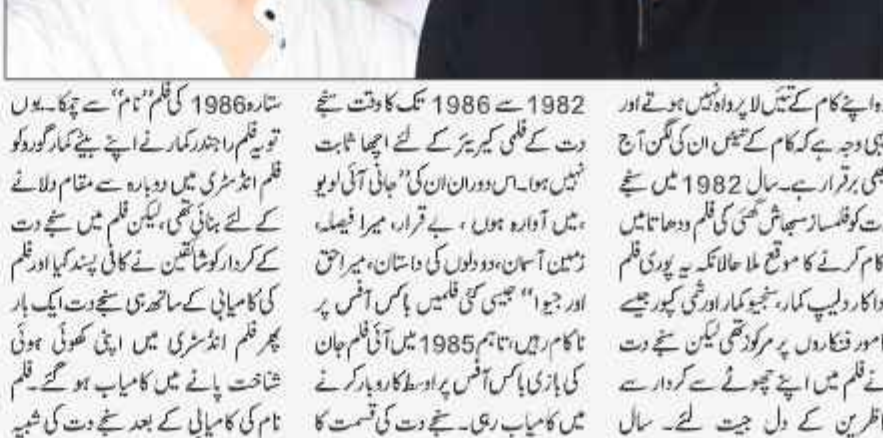 وہ اپنے کام کے تئیں لا پرواہ نہیں ہوتے اور
یہی وجہ ہے کہ کام کے تیئں ان کی لگن آج
بھی برقرار ہے۔ سال 1982 میں سنجے
دت کو فلمساز سبھاش گھئی کی فلم ودھاتا میں
کام کرنے کا موقع ملا حالانکہ یہ پوری فلم
اداکار دلیپ کمار، سنجیو کمار اور شمی کپور جیسے
نامور فنکاروں پر مرکوز تھی لیکن سنجے دت
نے فلم میں اپنے چھوٹے سے کردار سے
ناظرین کے دل جیت لئے۔ سال
1982 سے 1986 تک کا وقت سنجے
دت کے فلمی کیریئر کے لئے اچھا ثابت
نہیں ہوا۔ اس دوران ان کی ''جانی آئی لو یو
،میں آوارہ ہوں ، بے قرار، میرا فیصلہ،
زمین آسمان، دو دلوں کی داستان، میرا حق
اور جیوا'' جیسی کئی فلمیں باکس آفس پر
ناکام رہیں، تاہم 1985 میں آئی فلم جان
کی بازی باکس آفس پر اوسط کاروبار کرنے
میں کامیاب رہی۔ سنجے دت کی قسمت کا
ستارہ 1986 کی فلم ''نام'' سے چمکا۔ یوں
تو یہ فلم راجندر کمار نے اپنے بیٹے کمار گورو کو
فلم انڈسٹری میں دوبارہ سے مقام دلانے
کے لئے بنائی تھی، لیکن فلم میں سنجے دت
کے کردار کو شائقین نے کافی پسند کیا اور فلم
کی کامیابی کے ساتھ ہی سنجے دت ایک بار
پھر فلم انڈسٹری میں اپنی کھوئی ہوئی
شناخت پانے میں کامیاب ہو گئے۔ فلم
نام کی کامیابی کے بعد سنجے دت کی شبیہ